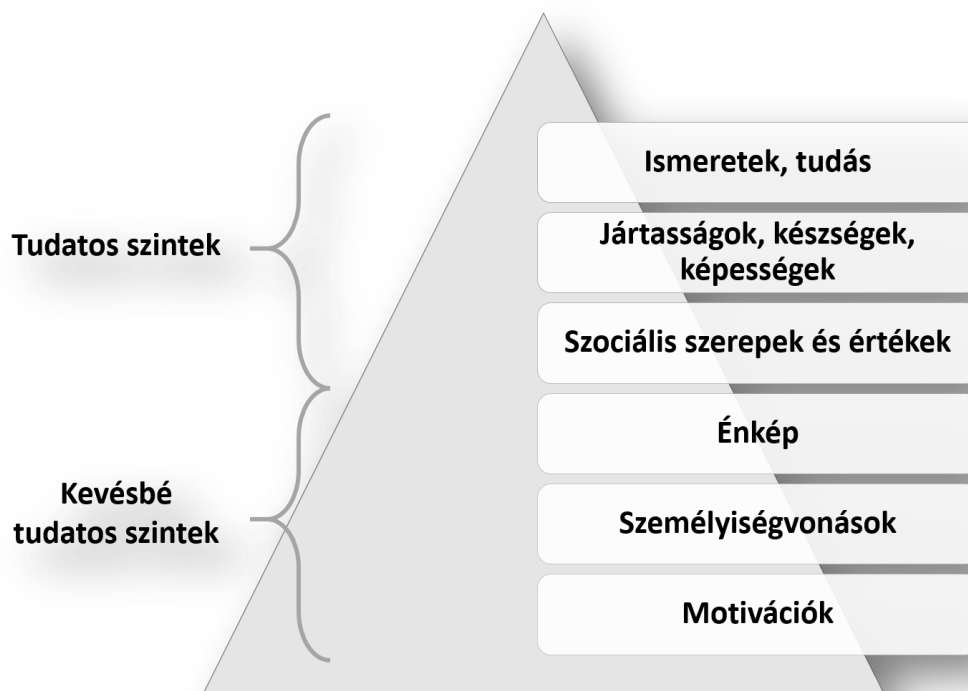 Ismeretek, tudás
Jártasságok, készségek,
képességek
Tudatos szintek
Szociális szerepek és értékek
Énkép
Kevésbé
tudatos szintek
Személyiségvonások
Motivációk